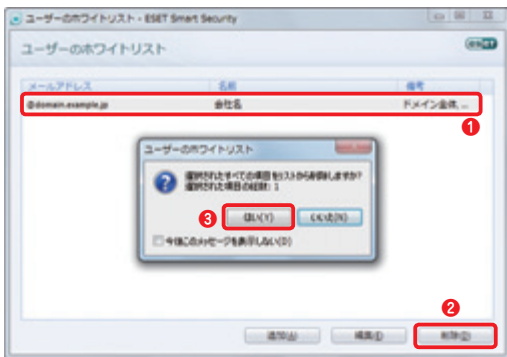 ユーザーのホワイトリスト - ESET Smart Security
ユーザーのホワイトリスト
eset
メールアドレス 名前 備考
@domain.example.jp 会社名 ドメイン全体, ...
❶
ユーザーのホワイトリスト
選択されたすべての項目をリストから削除しますか?
選択された項目の総数: 1
❸ はい(Y) いいえ(N)
今後このメッセージを表示しない(D)
❷
追加(A) 編集(E) 削除(D)